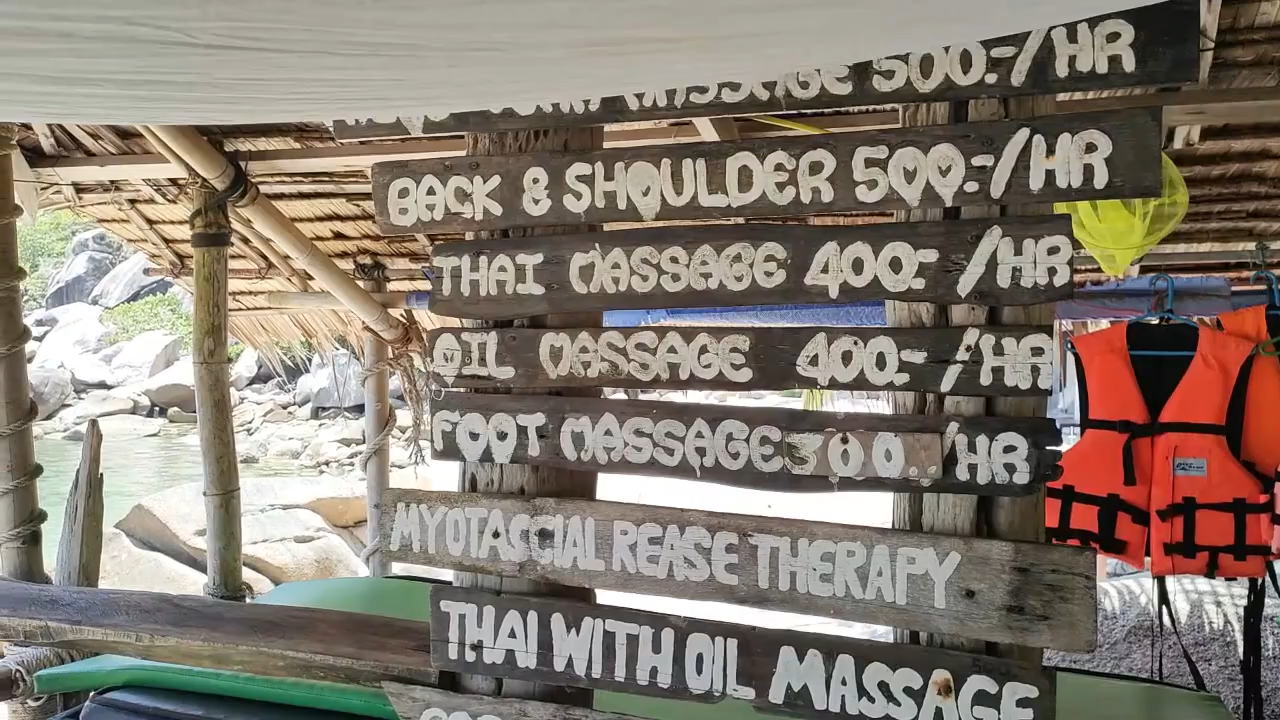 MASSAGE 500.-/HR
BACK & SHOULDER 500.-/HR
THAI MASSAGE 400.- /HR
OIL MASSAGE 400.- /HR
FOOT MASSAGE 300../HR
MYOTASCIAL REASE THERAPY
THAI WITH OIL MASSAGE